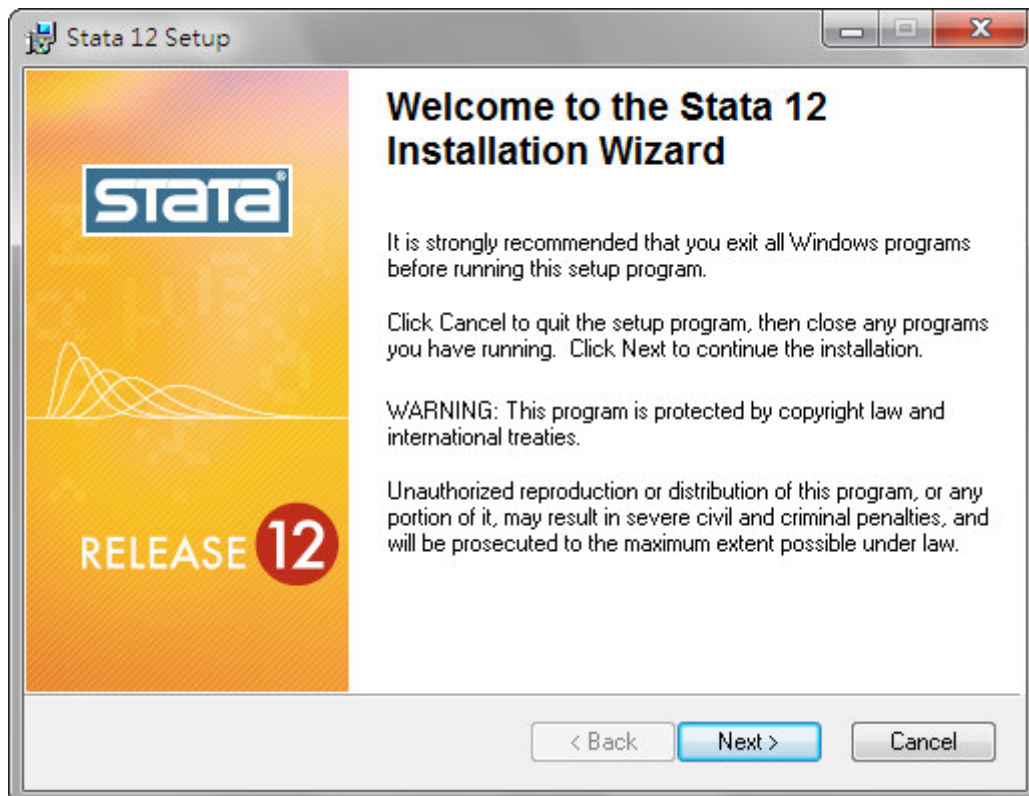 Stata 12 Setup
Welcome to the Stata 12
Installation Wizard
STATA®
It is strongly recommended that you exit all Windows programs
before running this setup program.
Click Cancel to quit the setup program, then close any programs
you have running.  Click Next to continue the installation.
WARNING: This program is protected by copyright law and
international treaties.
Unauthorized reproduction or distribution of this program, or any
portion of it, may result in severe civil and criminal penalties, and
will be prosecuted to the maximum extent possible under law.
RELEASE 12
< Back
Next >
Cancel